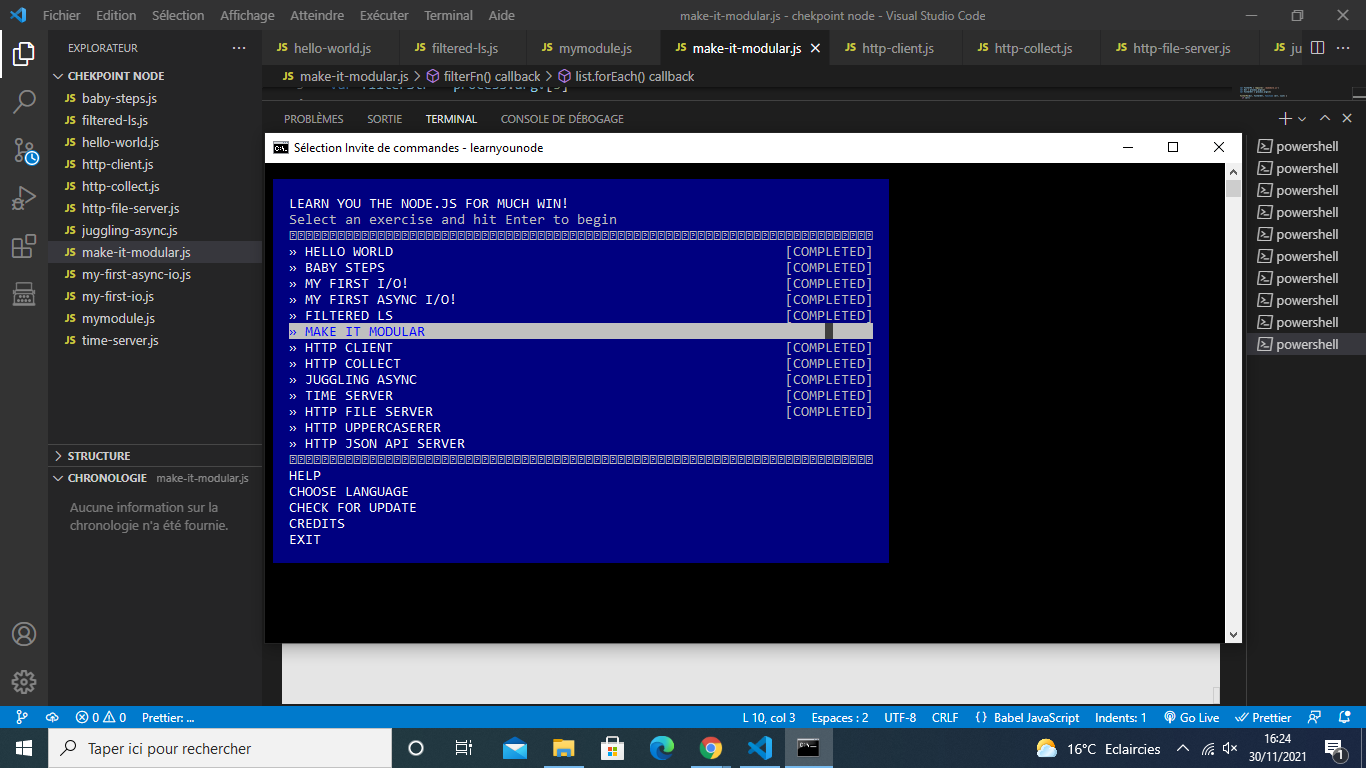 Fichier Edition Sélection Affichage Atteindre Exécuter Terminal Aide make-it-modular.js - chekpoint node - Visual Studio Code
EXPLORATEUR ···
CHEKPOINT NODE
JS baby-steps.js
JS filtered-ls.js
JS hello-world.js
JS http-client.js
JS http-collect.js
JS http-file-server.js
JS juggling-async.js
JS make-it-modular.js
JS my-first-async-io.js
JS my-first-io.js
JS mymodule.js
JS time-server.js
STRUCTURE
CHRONOLOGIE make-it-modular.js
Aucune information sur la
chronologie n'a été fournie.
JS hello-world.js JS filtered-ls.js JS mymodule.js JS make-it-modular.js JS http-client.js JS http-collect.js JS http-file-server.js JS ju
JS make-it-modular.js > filterFn() callback > list.forEach() callback
PROBLÈMES SORTIE TERMINAL CONSOLE DE DÉBOGAGE
Sélection Invite de commandes - learnyounode
LEARN YOU THE NODE.JS FOR MUCH WIN!
Select an exercise and hit Enter to begin
» HELLO WORLD [COMPLETED]
» BABY STEPS [COMPLETED]
» MY FIRST I/O! [COMPLETED]
» MY FIRST ASYNC I/O! [COMPLETED]
» FILTERED LS [COMPLETED]
» MAKE IT MODULAR
» HTTP CLIENT [COMPLETED]
» HTTP COLLECT [COMPLETED]
» JUGGLING ASYNC [COMPLETED]
» TIME SERVER [COMPLETED]
» HTTP FILE SERVER [COMPLETED]
» HTTP UPPERCASERER
» HTTP JSON API SERVER
HELP
CHOOSE LANGUAGE
CHECK FOR UPDATE
CREDITS
EXIT
powershell
powershell
powershell
powershell
powershell
powershell
powershell
powershell
powershell
powershell
0 0 Prettier: ... L 10, col 3 Espaces : 2 UTF-8 CRLF {} Babel JavaScript Indents: 1 Go Live Prettier
Taper ici pour rechercher
16°C Eclaircies
16:24
30/11/2021
1